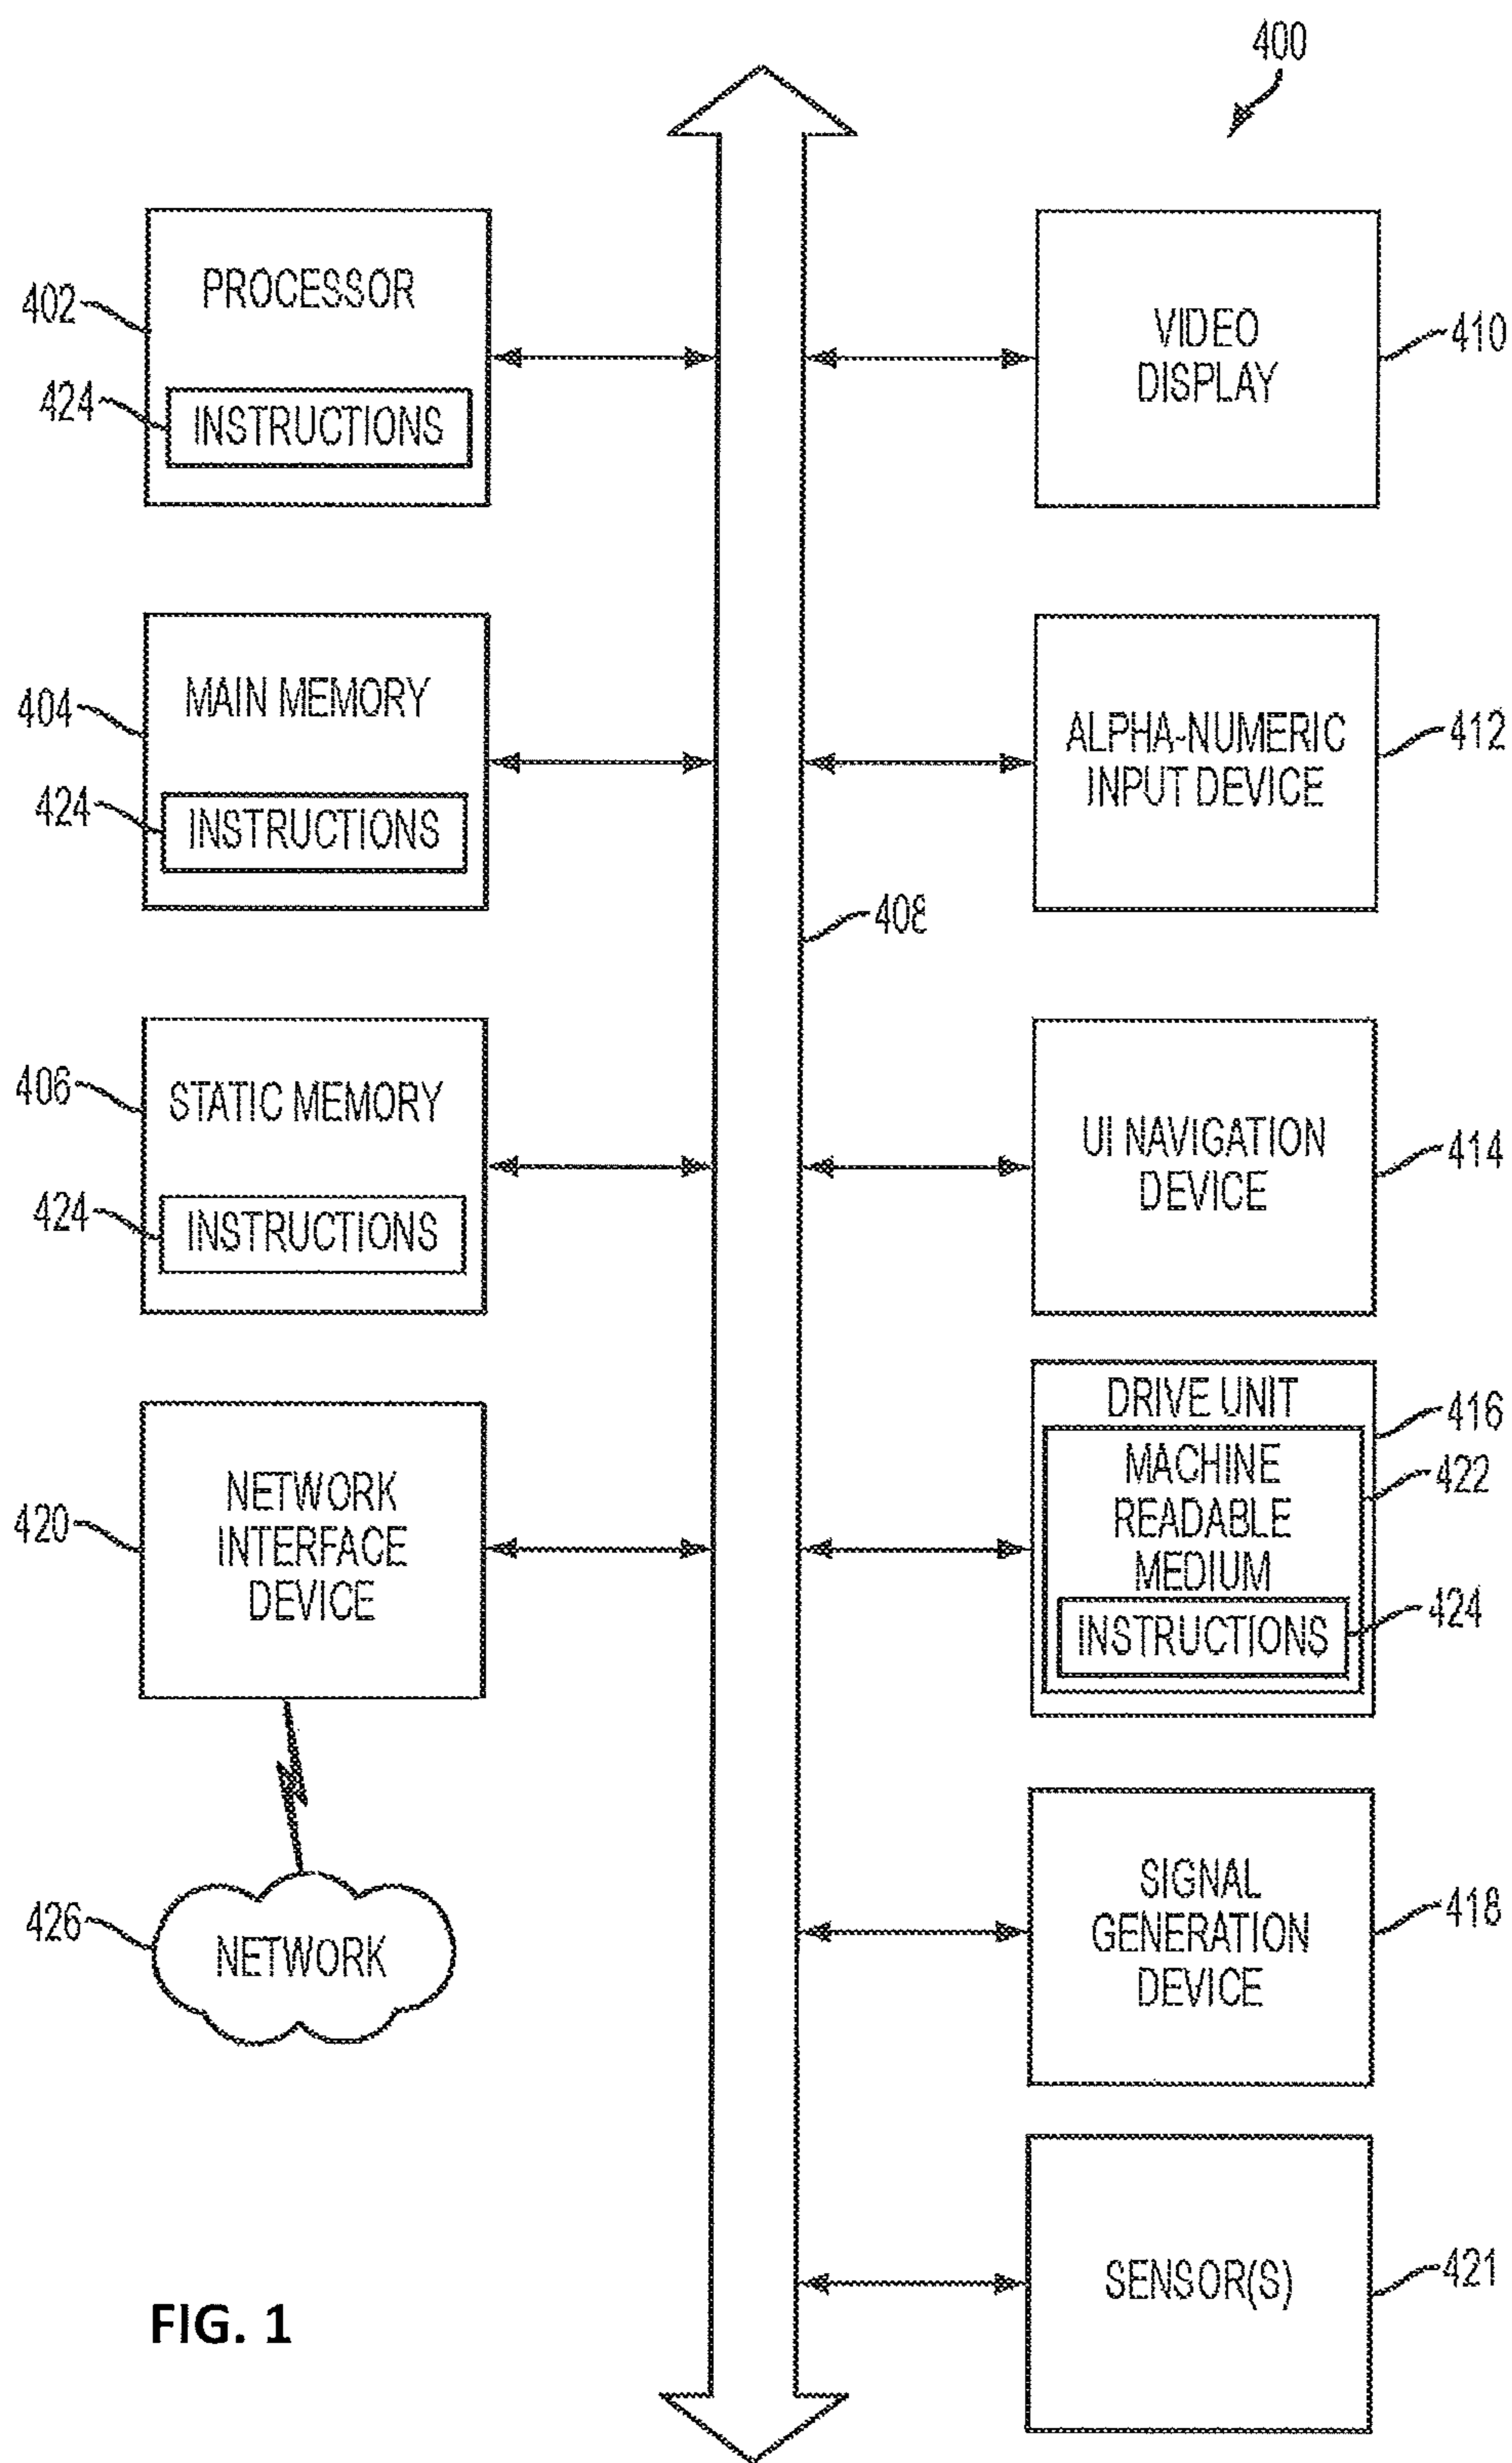 400
PROCESSOR
402
424
INSTRUCTIONS
VIDEO
DISPLAY
410
MAIN MEMORY
404
424
INSTRUCTIONS
ALPHA-NUMERIC
INPUT DEVICE
412
408
STATIC MEMORY
406
424
INSTRUCTIONS
UI NAVIGATION
DEVICE
414
NETWORK
INTERFACE
DEVICE
420
DRIVE UNIT
416
MACHINE
READABLE
MEDIUM
422
INSTRUCTIONS
424
426
NETWORK
SIGNAL
GENERATION
DEVICE
418
SENSOR(S)
421
FIG. 1